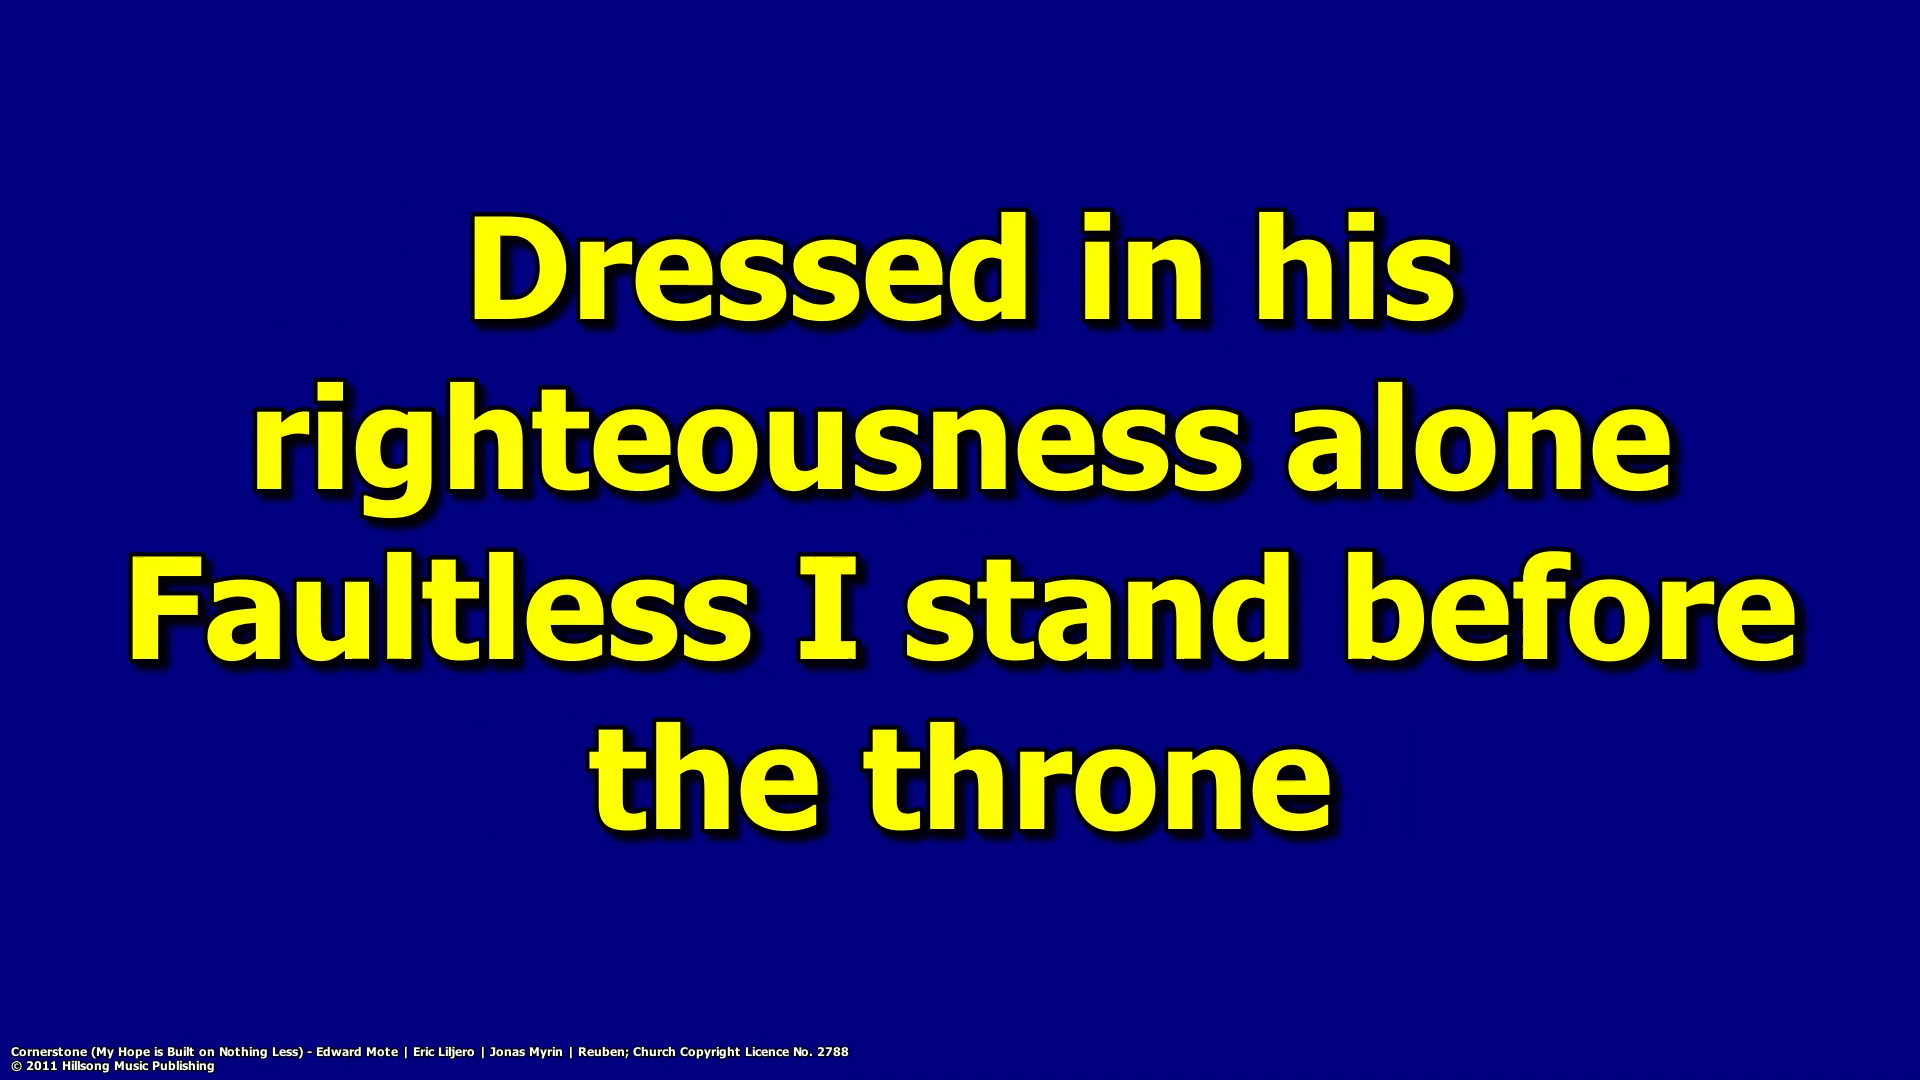 Dressed in his
righteousness alone
Faultless I stand before
the throne
Cornerstone (My Hope is Built on Nothing Less) - Edward Mote | Eric Liljero | Jonas Myrin | Reuben; Church Copyright Licence No. 2788
© 2011 Hillsong Music Publishing